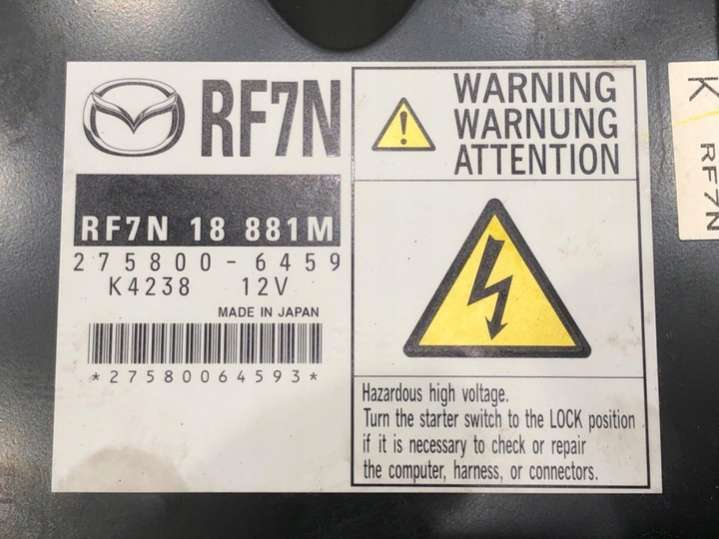 RF7N
RF7N 18 881M
275800-6459
K4238 12V
MADE IN JAPAN
*27580064593*
WARNING
WARNUNG
ATTENTION
Hazardous high voltage.
Turn the starter switch to the LOCK position
if it is necessary to check or repair
the computer, harness, or connectors.
K
RF7N